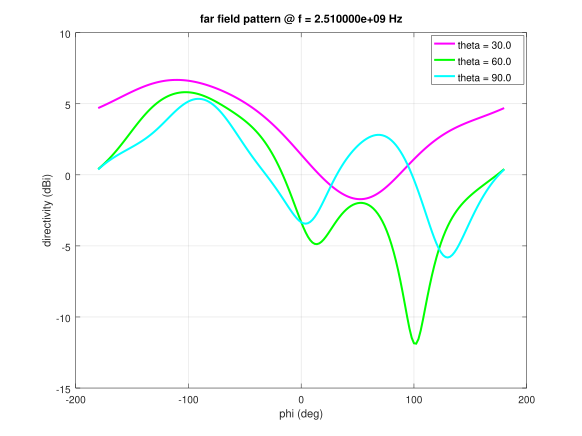 far field pattern @ f = 2.510000e+09 Hz
theta = 30.0
theta = 60.0
theta = 90.0
10
5
0
-5
-10
-15
directivity (dBi)
-200
-100
0
100
200
phi (deg)